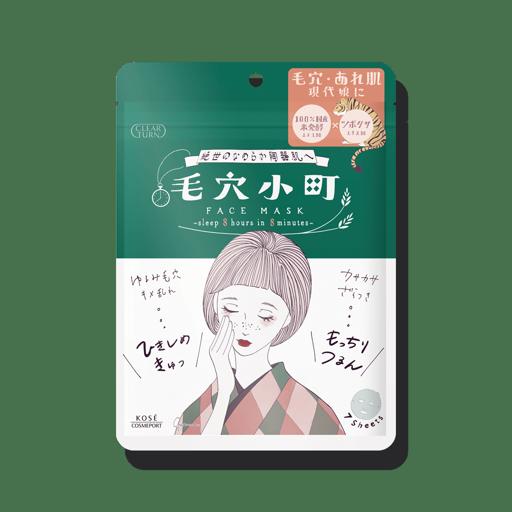 毛穴・あれ肌
現代娘に
100%国産
米発酵
エキス配合
×
ツボクサ
エキス配合
CLEAR
TURN
絶世のなめらか陶器肌へ
毛穴小町
FACE MASK
-sleep 8 hours in 8 minutes-
ゆるみ毛穴
キメ乱れ
カサカサ
ざらつき
ひきしめ
きゅっ
もっちり
つるん
KOSÉ
COSMEPORT
7 Sheets